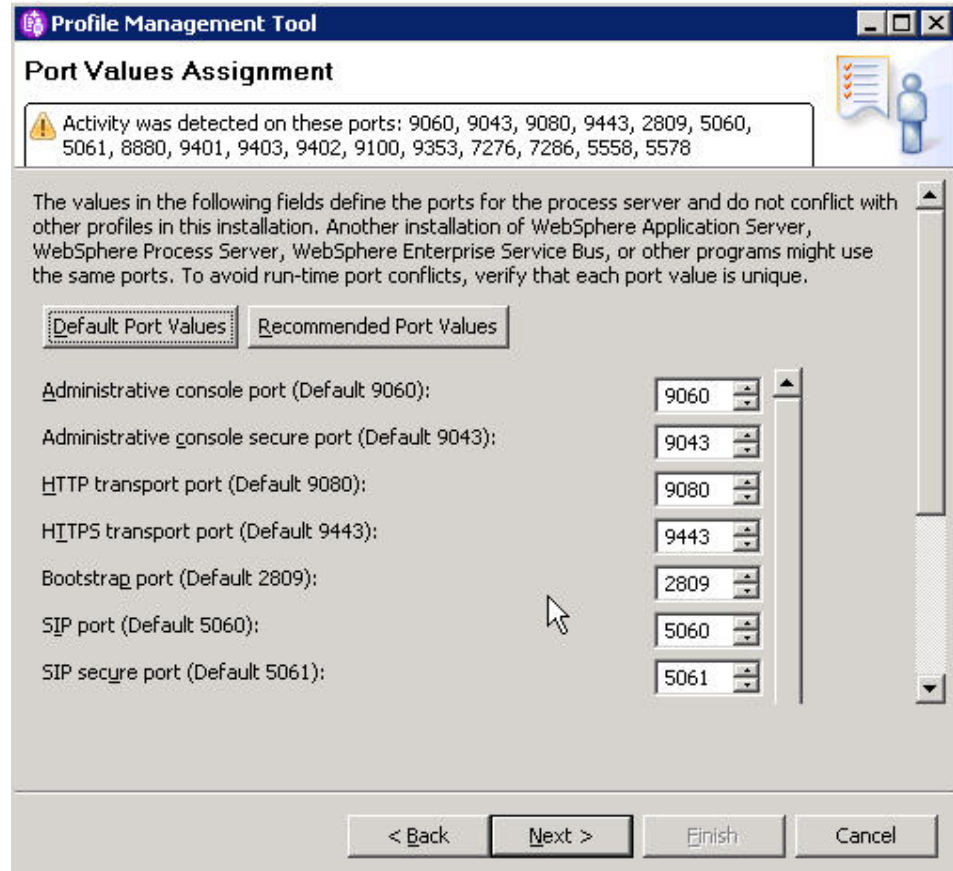 Profile Management Tool
Port Values Assignment
Activity was detected on these ports: 9060, 9043, 9080, 9443, 2809, 5060,
5061, 8880, 9401, 9403, 9402, 9100, 9353, 7276, 7286, 5558, 5578
The values in the following fields define the ports for the process server and do not conflict with
other profiles in this installation. Another installation of WebSphere Application Server,
WebSphere Process Server, WebSphere Enterprise Service Bus, or other programs might use
the same ports. To avoid run-time port conflicts, verify that each port value is unique.
Default Port Values Recommended Port Values
Administrative console port (Default 9060): 9060
Administrative console secure port (Default 9043): 9043
HTTP transport port (Default 9080): 9080
HTTPS transport port (Default 9443): 9443
Bootstrap port (Default 2809): 2809
SIP port (Default 5060): 5060
SIP secure port (Default 5061): 5061
< Back Next > Finish Cancel